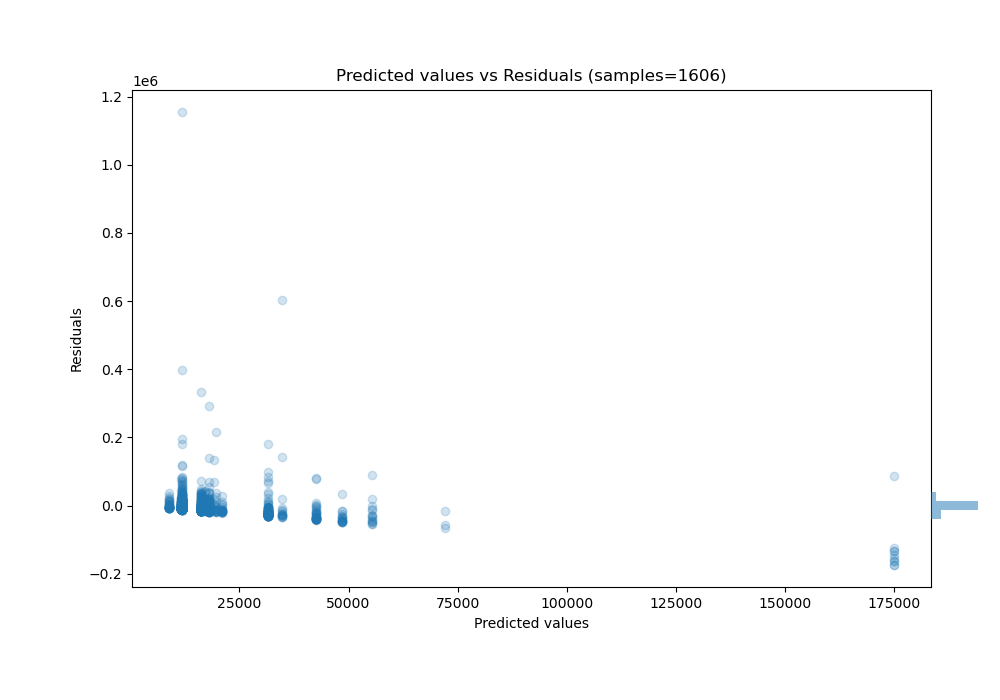 Predicted values vs Residuals (samples=1606)
1e6
1.2
1.0
0.8
0.6
0.4
0.2
0.0
−0.2
Residuals
25000 50000 75000 100000 125000 150000 175000
Predicted values